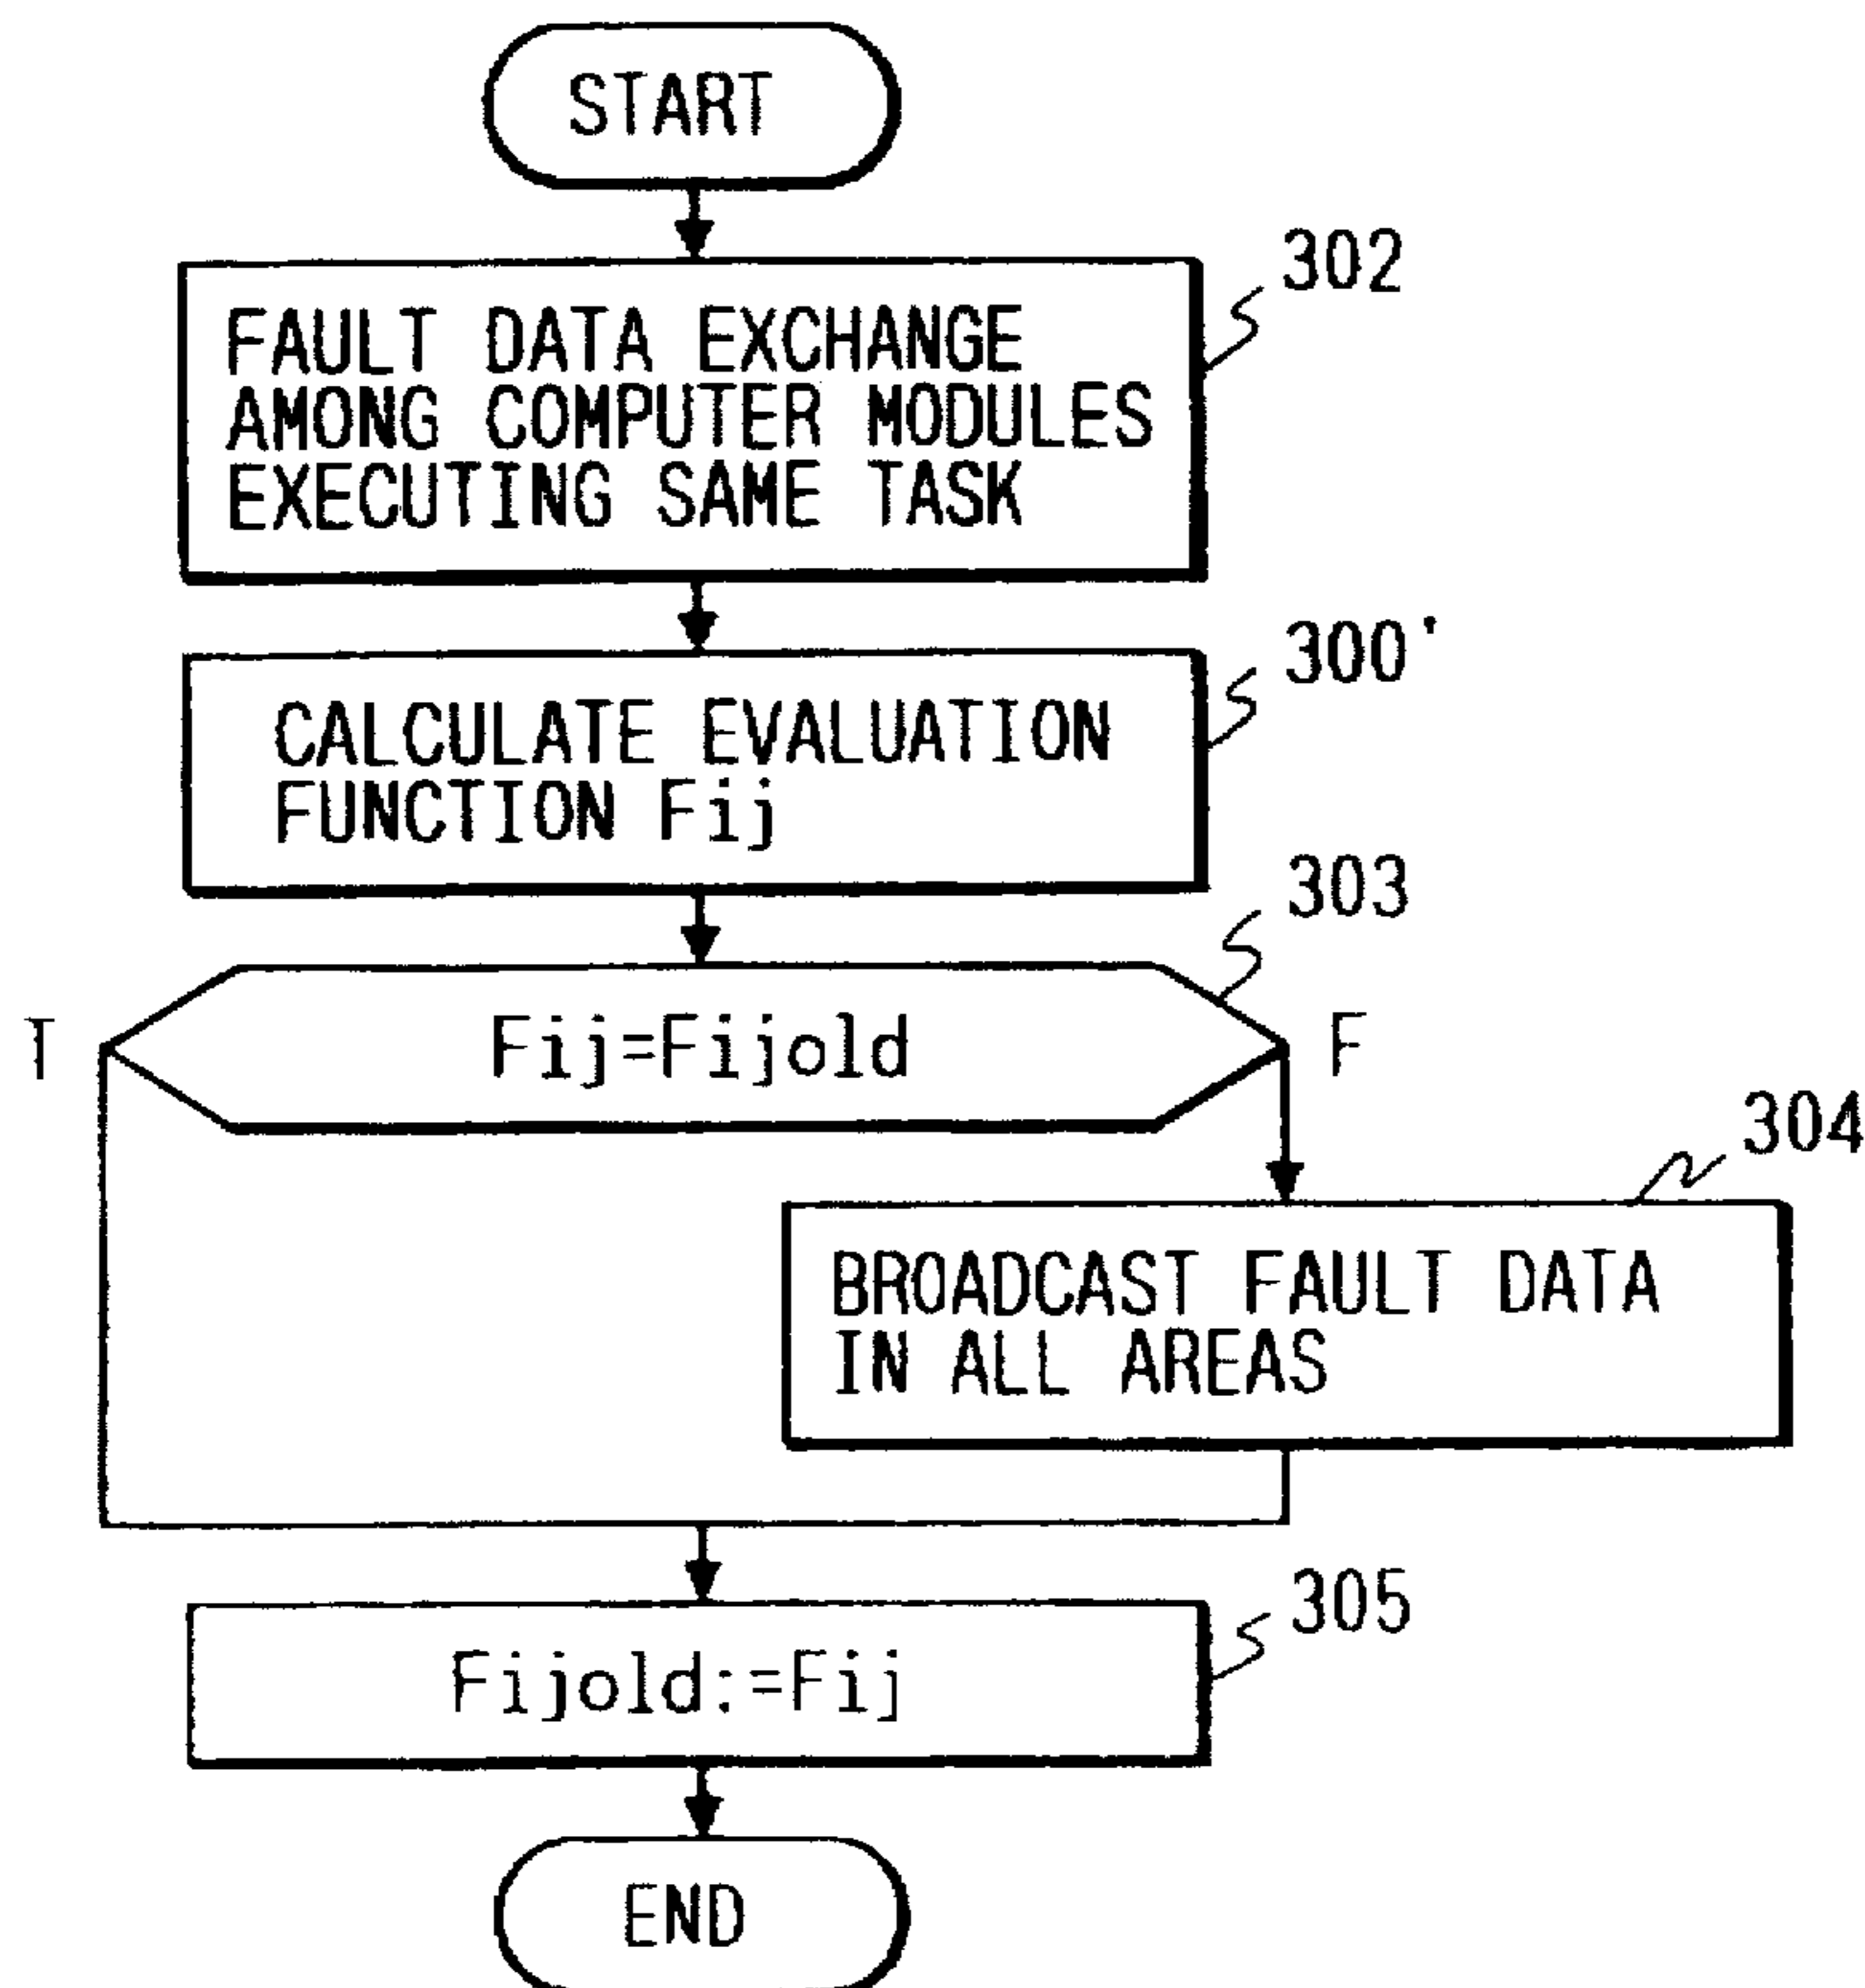 START
302
FAULT DATA EXCHANGE
AMONG COMPUTER MODULES
EXECUTING SAME TASK
300'
CALCULATE EVALUATION
FUNCTION Fij
303
T
Fij=Fijold
F
304
BROADCAST FAULT DATA
IN ALL AREAS
305
Fijold:=Fij
END